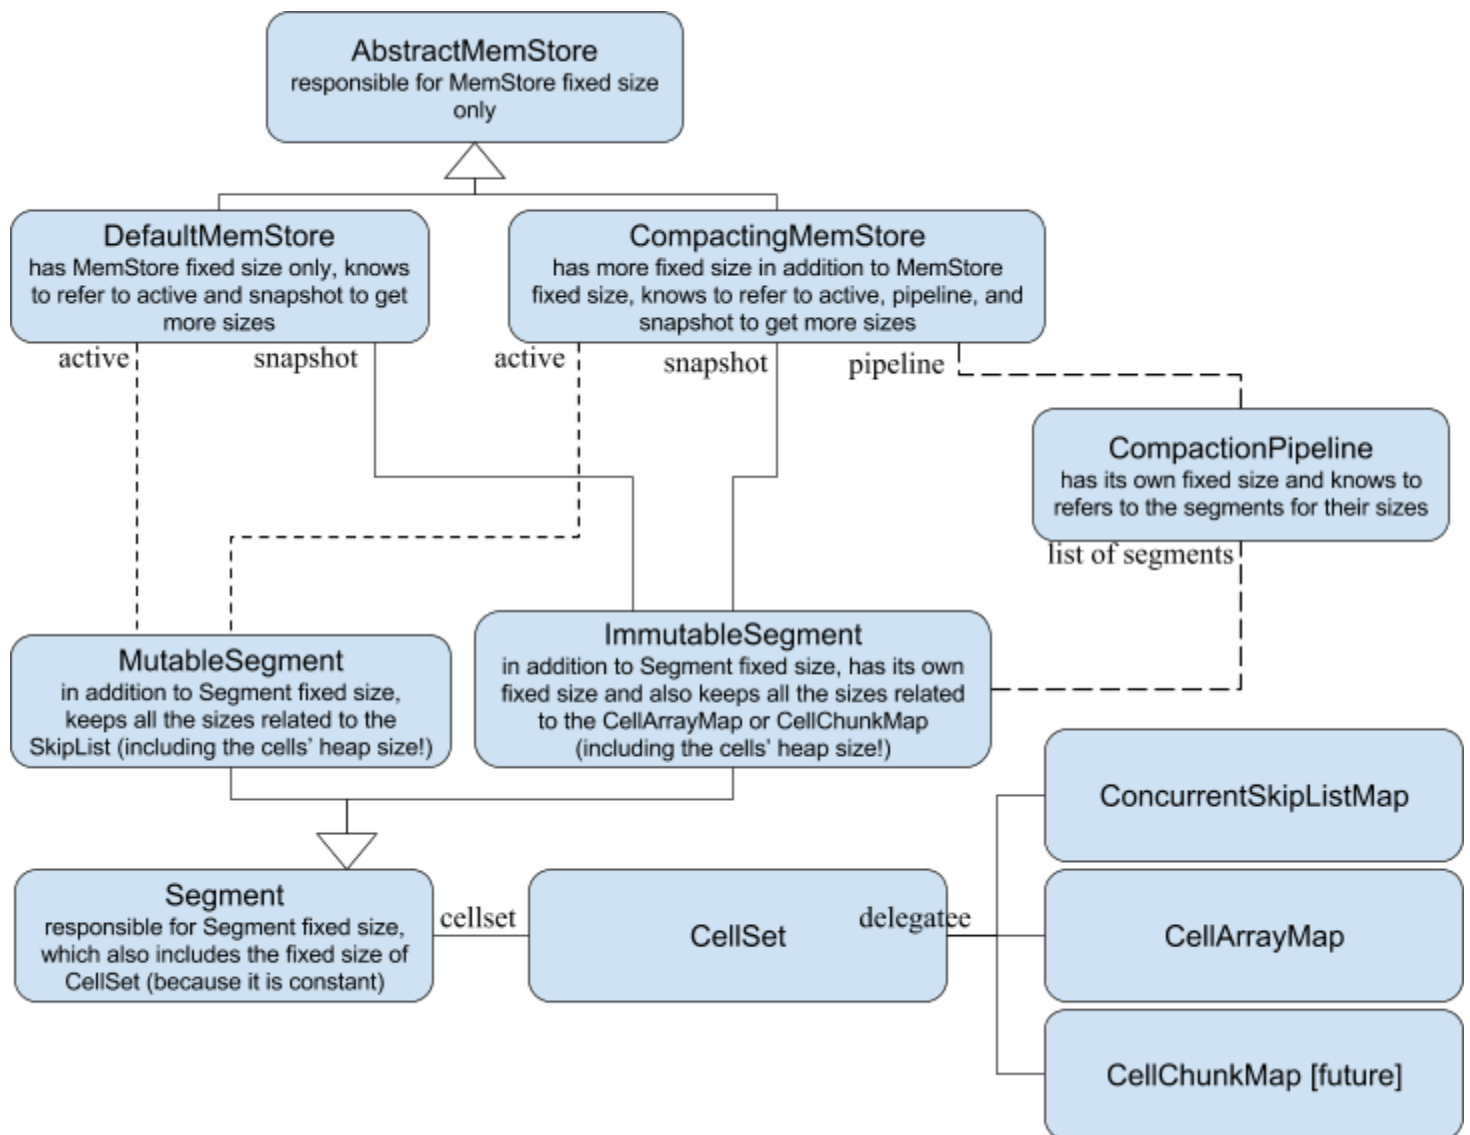 AbstractMemStore
responsible for MemStore fixed size
only
DefaultMemStore
has MemStore fixed size only, knows
to refer to active and snapshot to get
more sizes
CompactingMemStore
has more fixed size in addition to MemStore
fixed size, knows to refer to active, pipeline, and
snapshot to get more sizes
active
snapshot
active
snapshot
pipeline
CompactionPipeline
has its own fixed size and knows to
refers to the segments for their sizes
list of segments
MutableSegment
in addition to Segment fixed size,
keeps all the sizes related to the
SkipList (including the cells’ heap size!)
ImmutableSegment
in addition to Segment fixed size, has its own
fixed size and also keeps all the sizes related
to the CellArrayMap or CellChunkMap
(including the cells’ heap size!)
ConcurrentSkipListMap
Segment
responsible for Segment fixed size,
which also includes the fixed size of
CellSet (because it is constant)
cellset
CellSet
delegatee
CellArrayMap
CellChunkMap [future]